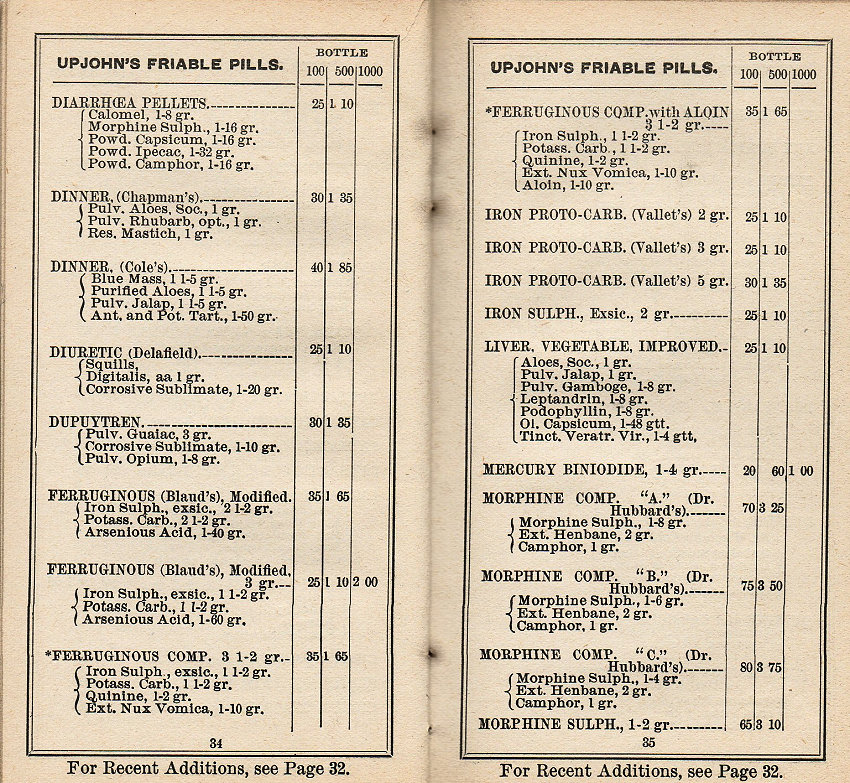 UPJOHN'S FRIABLE PILLS.
BOTTLE
100 500 1000
DIARRHŒA PELLETS. 25 1 10
Calomel, 1-8 gr.
Morphine Sulph., 1-16 gr.
Powd. Capsicum, 1-16 gr.
Powd. Ipecac, 1-32 gr.
Powd. Camphor, 1-16 gr.
DINNER, (Chapman's). 30 1 35
Pulv. Aloes, Soc., 1 gr.
Pulv. Rhubarb, opt., 1 gr.
Res. Mastich, 1 gr.
DINNER, (Cole's). 40 1 85
Blue Mass, 1 1-5 gr.
Purified Aloes, 1 1-5 gr.
Pulv. Jalap, 1 1-5 gr.
Ant. and Pot. Tart., 1-50 gr.
DIURETIC (Delafield). 25 1 10
Squills,
Digitalis, aa 1 gr.
Corrosive Sublimate, 1-20 gr.
DUPUYTREN. 30 1 35
Pulv. Guaiac, 3 gr.
Corrosive Sublimate, 1-10 gr.
Pulv. Opium, 1-8 gr.
FERRUGINOUS (Blaud's), Modified. 35 1 65
Iron Sulph., exsic., 2 1-2 gr.
Potass. Carb., 2 1-2 gr.
Arsenious Acid, 1-40 gr.
FERRUGINOUS (Blaud's), Modified,
3 gr. 25 1 10 2 00
Iron Sulph., exsic., 1 1-2 gr.
Potass. Carb., 1 1-2 gr.
Arsenious Acid, 1-60 gr.
*FERRUGINOUS COMP. 3 1-2 gr. 35 1 65
Iron Sulph., exsic., 1 1-2 gr.
Potass. Carb., 1 1-2 gr.
Quinine, 1-2 gr.
Ext. Nux Vomica, 1-10 gr.
34
For Recent Additions, see Page 32.
UPJOHN'S FRIABLE PILLS.
BOTTLE
100 500 1000
*FERRUGINOUS COMP. with ALOIN 35 1 65
3 1-2 gr.
Iron Sulph., 1 1-2 gr.
Potass. Carb., 1 1-2 gr.
Quinine, 1-2 gr.
Ext. Nux Vomica, 1-10 gr.
Aloin, 1-10 gr.
IRON PROTO-CARB. (Vallet's) 2 gr. 25 1 10
IRON PROTO-CARB. (Vallet's) 3 gr. 25 1 10
IRON PROTO-CARB. (Vallet's) 5 gr. 30 1 35
IRON SULPH., Exsic., 2 gr. 25 1 10
LIVER, VEGETABLE, IMPROVED. 25 1 10
Aloes, Soc., 1 gr.
Pulv. Jalap, 1 gr.
Pulv. Gamboge, 1-8 gr.
Leptandrin, 1-8 gr.
Podophyllin, 1-8 gr.
Ol. Capsicum, 1-48 gtt.
Tinct. Veratr. Vir., 1-4 gtt,
MERCURY BINIODIDE, 1-4 gr. 20 60 1 00
MORPHINE COMP. "A." (Dr.
Hubbard's). 70 3 25
Morphine Sulph., 1-8 gr.
Ext. Henbane, 2 gr.
Camphor, 1 gr.
MORPHINE COMP. "B." (Dr.
Hubbard's). 75 3 50
Morphine Sulph., 1-6 gr.
Ext. Henbane, 2 gr.
Camphor, 1 gr.
MORPHINE COMP. "C." (Dr.
Hubbard's). 80 3 75
Morphine Sulph., 1-4 gr.
Ext. Henbane, 2 gr.
Camphor, 1 gr.
MORPHINE SULPH., 1-2 gr. 65 3 10
35
For Recent Additions, see Page 32.